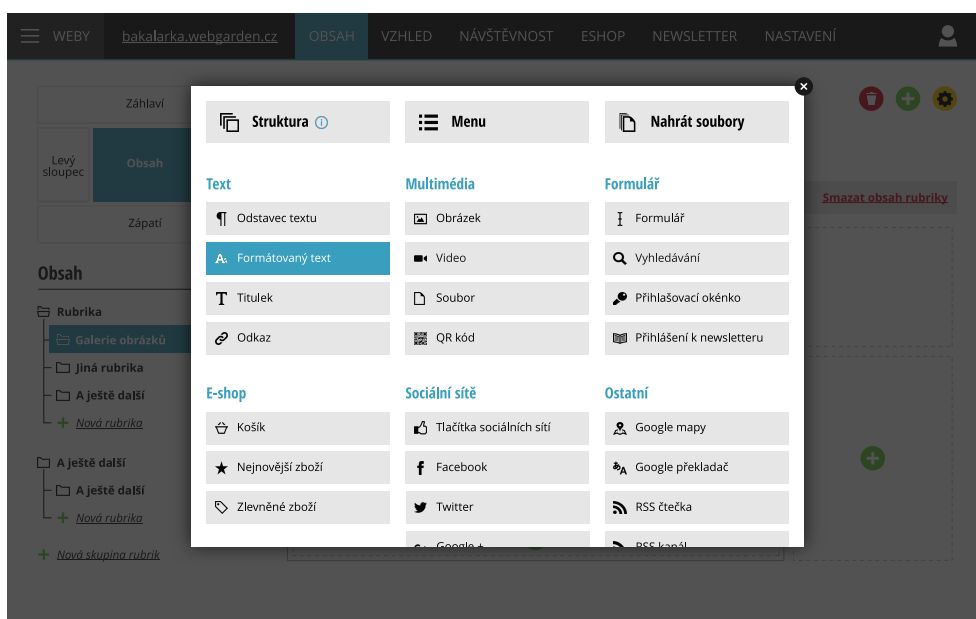 WEBY
bakalarka.webgarden.cz
OBSAH
VZHLED
NÁVŠTĚVNOST
ESHOP
NEWSLETTER
NASTAVENÍ
Záhlaví
Levý
sloupec
Obsah
Zápatí
Obsah
Rubrika
Galerie obrázků
Jiná rubrika
A ještě další
Nová rubrika
A ještě další
A ještě další
Nová rubrika
Nová skupina rubrik
Smazat obsah rubriky
Struktura
Menu
Nahrát soubory
Text
Odstavec textu
Formátovaný text
Titulek
Odkaz
Multimédia
Obrázek
Video
Soubor
QR kód
Formulář
Formulář
Vyhledávání
Přihlašovací okénko
Přihlášení k newsletteru
E-shop
Košík
Nejnovější zboží
Zlevněné zboží
Sociální sítě
Tlačítka sociálních sítí
Facebook
Twitter
Google +
Ostatní
Google mapy
Google překladač
RSS čtečka
RSS kanál